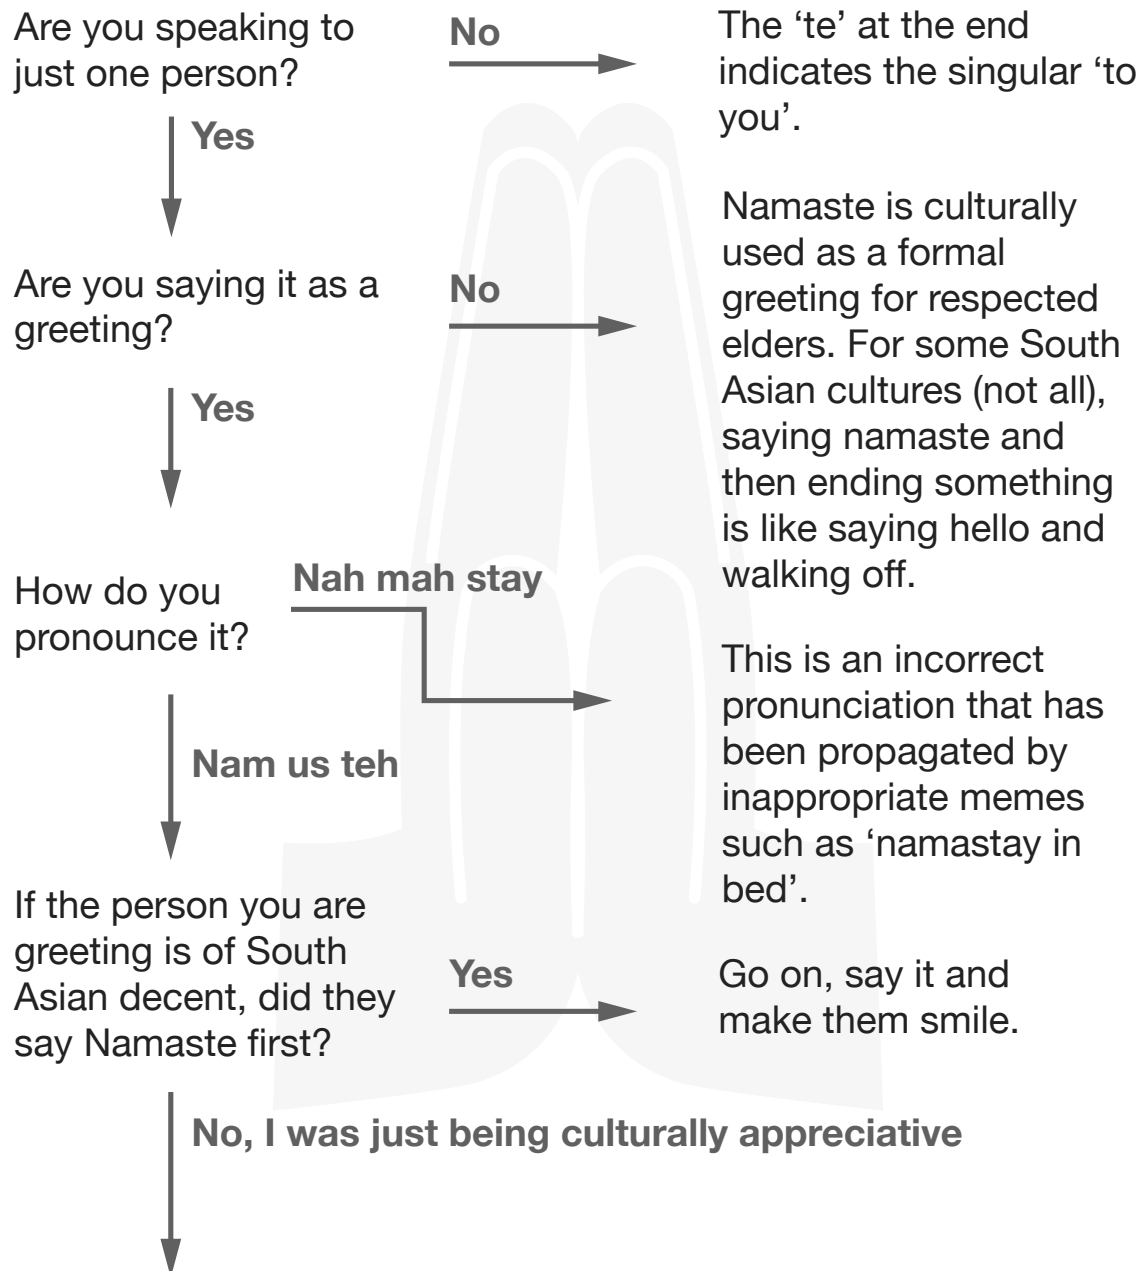 Are you speaking to
just one person?
No
The ‘te’ at the end
indicates the singular ‘to
you’.
Yes
Are you saying it as a
greeting?
No
Namaste is culturally
used as a formal
greeting for respected
elders. For some South
Asian cultures (not all),
saying namaste and
then ending something
is like saying hello and
walking off.
Yes
How do you
pronounce it?
Nah mah stay
This is an incorrect
pronunciation that has
been propagated by
inappropriate memes
such as ‘namastay in
bed’.
Nam us teh
If the person you are
greeting is of South
Asian decent, did they
say Namaste first?
Yes
Go on, say it and
make them smile.
No, I was just being culturally appreciative